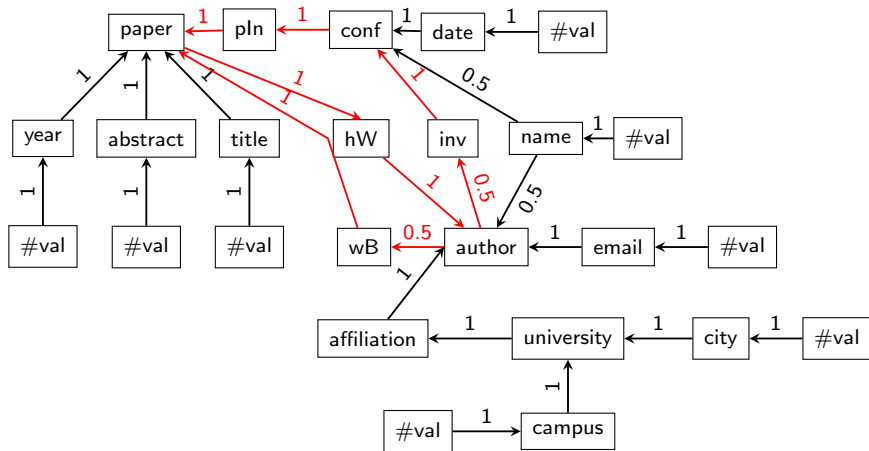 paper 1 pIn 1 conf 1 date 1 #val
1 1 1 1 1 1 0.5
year abstract title hW inv name 1 #val
1 1 1 1 0.5 0.5
#val #val #val wB 0.5 author 1 email 1 #val
1
affiliation 1 university 1 city 1 #val
1
#val 1 campus